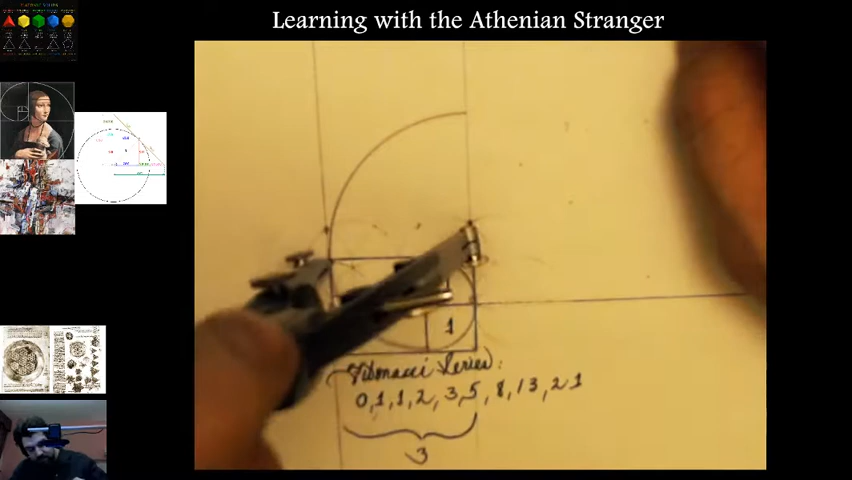 Learning with the Athenian Stranger
1
Fibonacci Series:
0,1,1,2,3,5,8,13,21
3